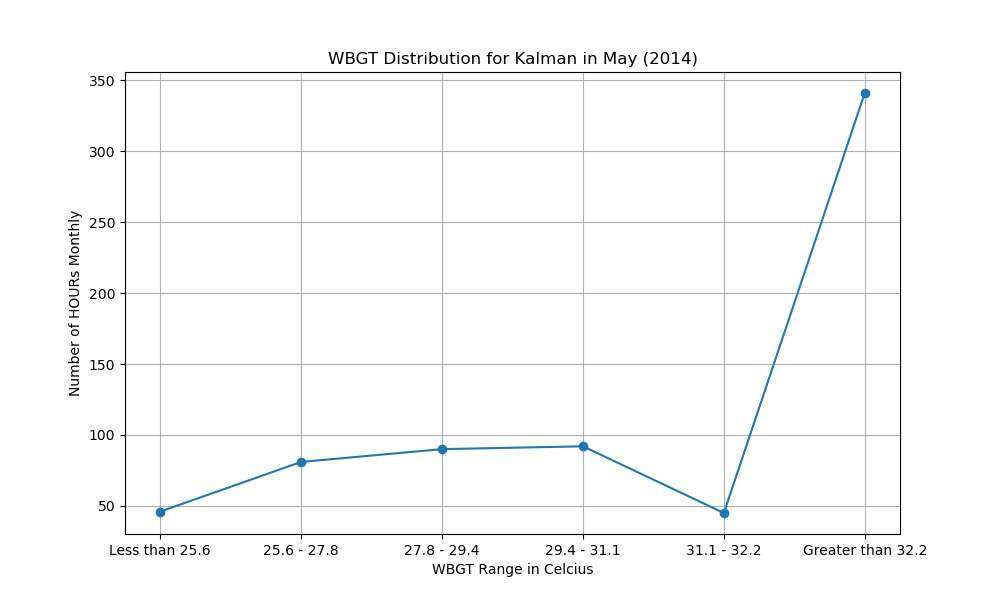 WBGT Distribution for Kalman in May (2014)
Number of HOURs Monthly
350
300
250
200
150
100
50
Less than 25.6
25.6 - 27.8
27.8 - 29.4
29.4 - 31.1
31.1 - 32.2
Greater than 32.2
WBGT Range in Celcius